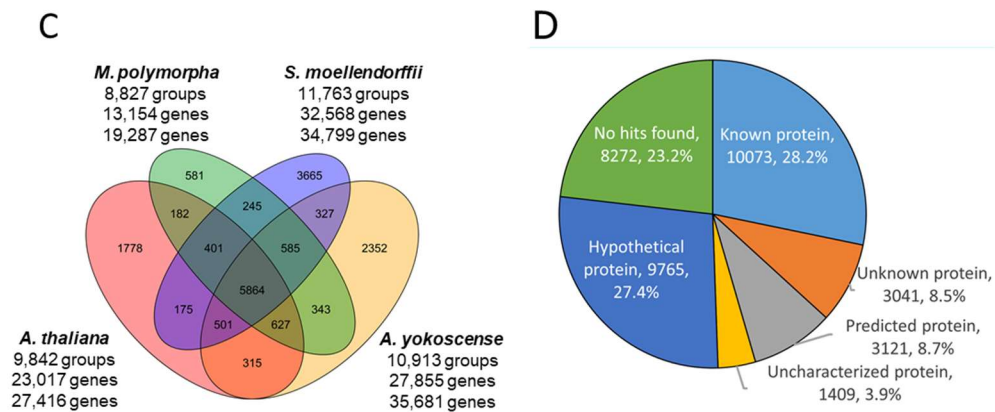 C
M. polymorpha
8,827 groups
13,154 genes
19,287 genes
S. moellendorffii
11,763 groups
32,568 genes
34,799 genes
581
3665
182
245
327
1778
401
585
2352
5864
175
343
501
627
315
A. thaliana
9,842 groups
23,017 genes
27,416 genes
A. yokoscense
10,913 groups
27,855 genes
35,681 genes
D
No hits found,
8272, 23.2%
Known protein,
10073, 28.2%
Hypothetical
protein, 9765,
27.4%
Unknown protein,
3041, 8.5%
Predicted protein,
3121, 8.7%
Uncharacterized protein,
1409, 3.9%